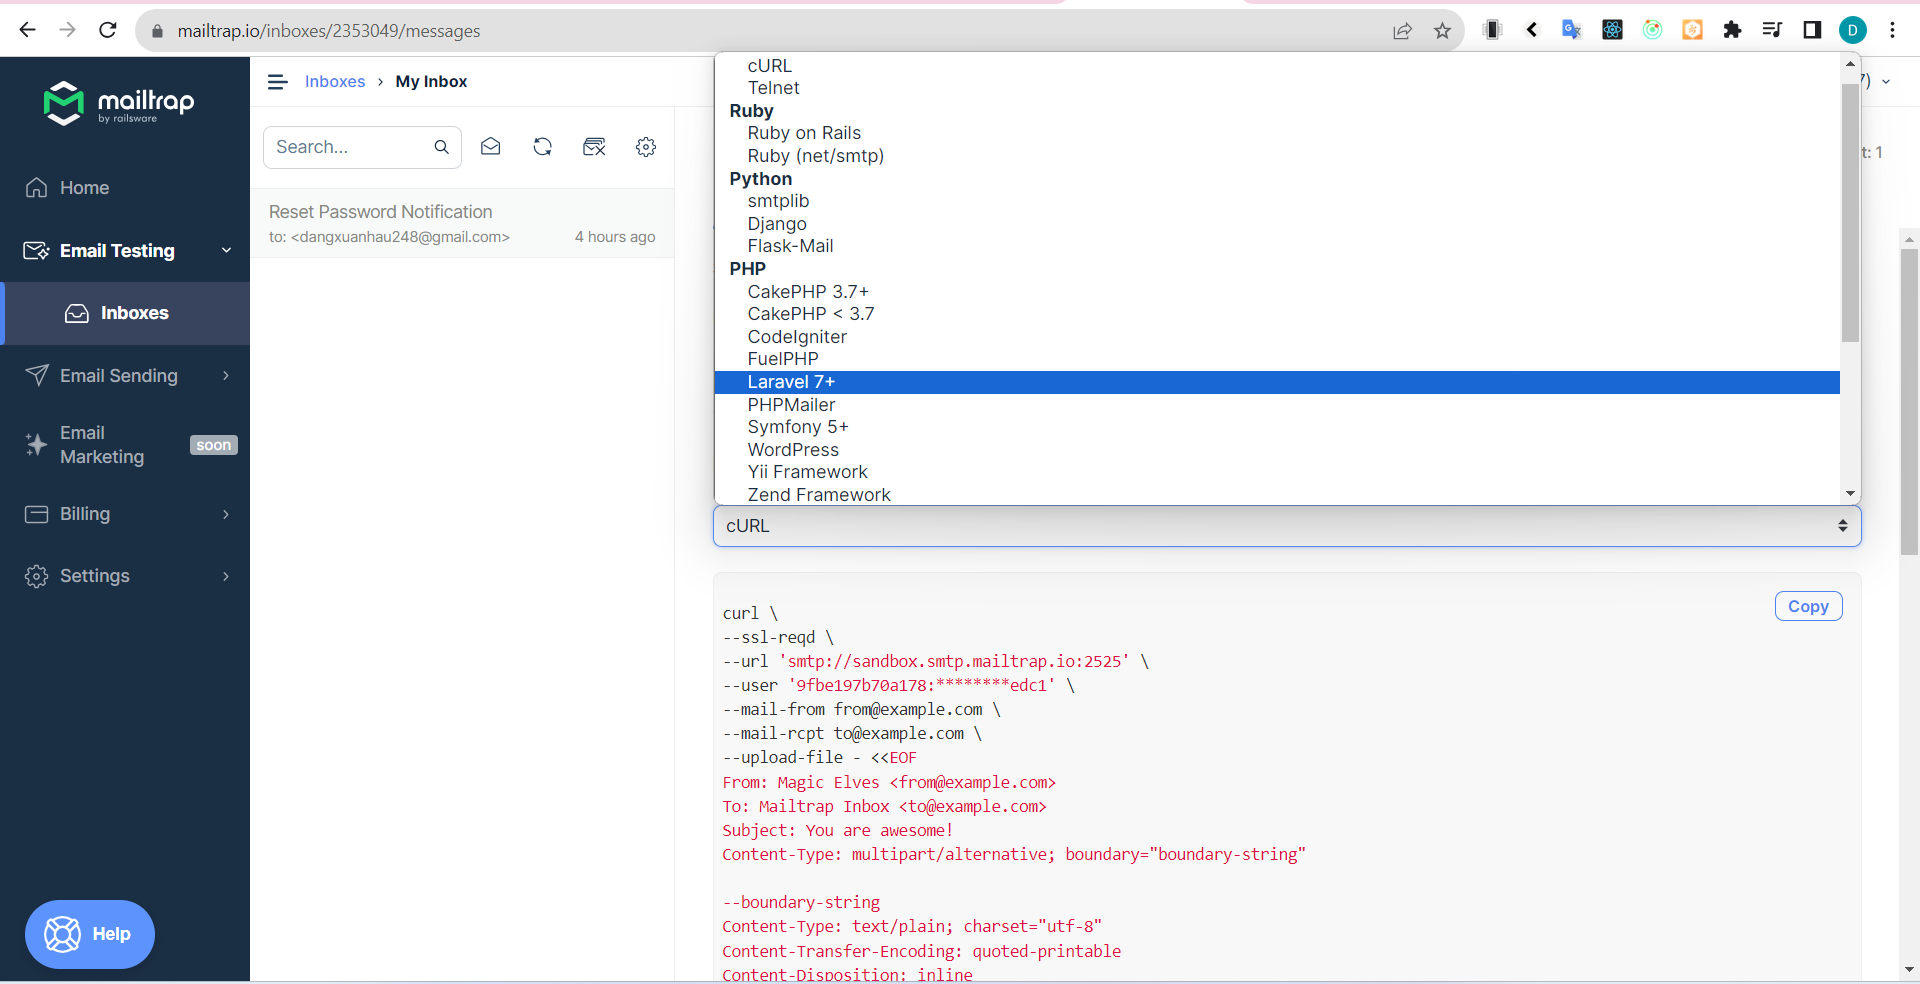 mailtrap.io/inboxes/2353049/messages
D
mailtrap
by railsware
Home
Email Testing
Inboxes
Email Sending
Email
Marketing
soon
Billing
Settings
Help
Inboxes › My Inbox
7)
Search...
t: 1
Reset Password Notification
to: <dangxuanhau248@gmail.com>
4 hours ago
cURL
Telnet
Ruby
Ruby on Rails
Ruby (net/smtp)
Python
smtplib
Django
Flask-Mail
PHP
CakePHP 3.7+
CakePHP < 3.7
CodeIgniter
FuelPHP
Laravel 7+
PHPMailer
Symfony 5+
WordPress
Yii Framework
Zend Framework
cURL
Copy
curl \
--ssl-reqd \
--url 'smtp://sandbox.smtp.mailtrap.io:2525' \
--user '9fbe197b70a178:********edc1' \
--mail-from from@example.com \
--mail-rcpt to@example.com \
--upload-file - <<EOF
From: Magic Elves <from@example.com>
To: Mailtrap Inbox <to@example.com>
Subject: You are awesome!
Content-Type: multipart/alternative; boundary="boundary-string"
--boundary-string
Content-Type: text/plain; charset="utf-8"
Content-Transfer-Encoding: quoted-printable
Content-Disposition: inline